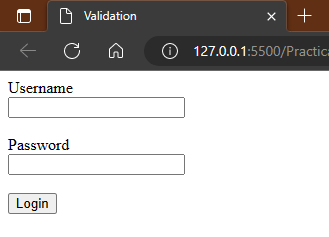 Validation
127.0.0.1:5500/Practica
Username
Password
Login